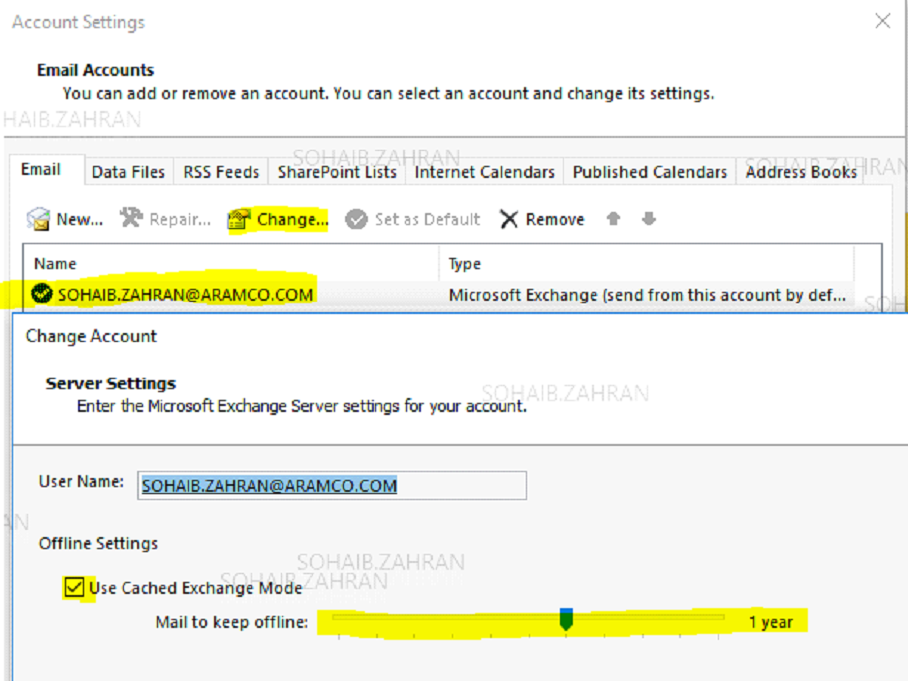 Account Settings
Email Accounts
You can add or remove an account. You can select an account and change its settings.
HAIB.ZAHRAN
SOHAIB.ZAHRAN
SOHAIB.ZAHRAN
Email Data Files RSS Feeds SharePoint Lists Internet Calendars Published Calendars Address Books
New... Repair... Change... Set as Default Remove
Name Type
SOHAIB.ZAHRAN@ARAMCO.COM Microsoft Exchange (send from this account by def...
SOH
Change Account
Server Settings
SOHAIB.ZAHRAN
Enter the Microsoft Exchange Server settings for your account.
User Name: SOHAIB.ZAHRAN@ARAMCO.COM
AN
Offline Settings
SOHAIB.ZAHRAN
SOHAIB.ZAHRAN
Use Cached Exchange Mode
Mail to keep offline: 1 year